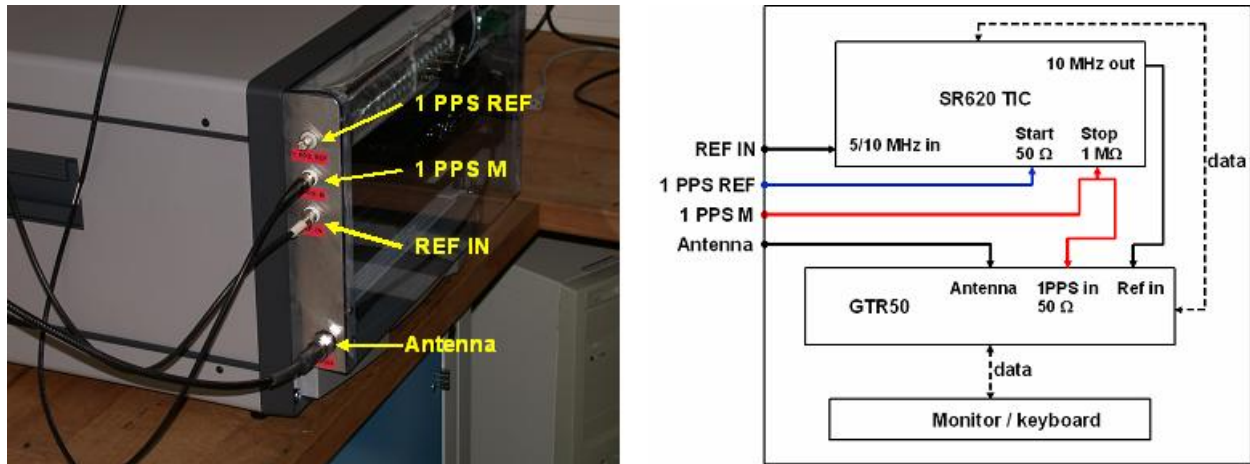 1 PPS REF
1 PPS M
REF IN
Antenna
10 MHz out
SR620 TIC
5/10 MHz in
Start
50 Ω
Stop
1 MΩ
data
REF IN
1 PPS REF
1 PPS M
Antenna
Antenna
1PPS in
50 Ω
Ref in
GTR50
data
Monitor / keyboard